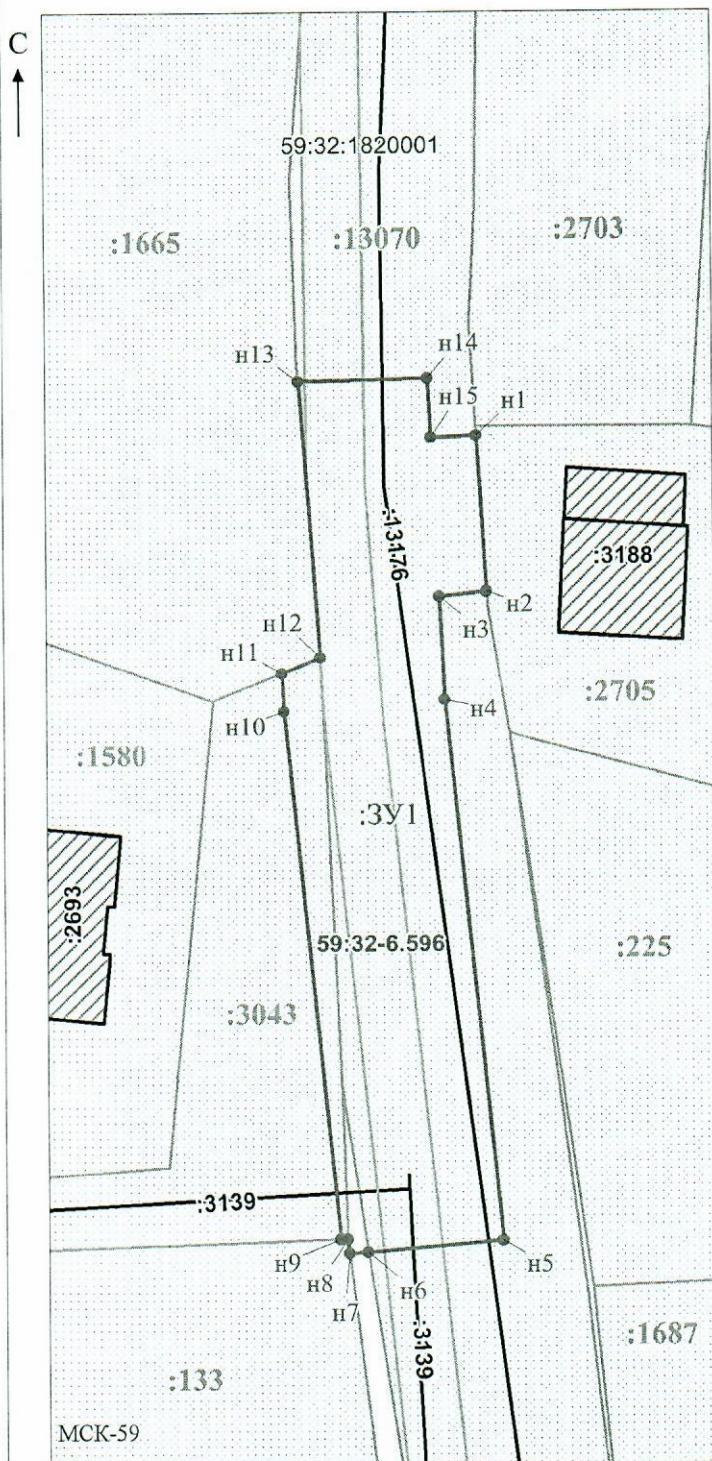 С
59:32:1820001
:1665
:13070
:2703
н13
н14
н15
н1
:13176
:3188
н2
н3
н12
н11
н4
:2705
н10
:1580
:ЗУ1
:2693
59:32-6.596
:225
:3043
:3139
н9
н8
н7
н6
н5
:3139
:1687
:133
МСК-59